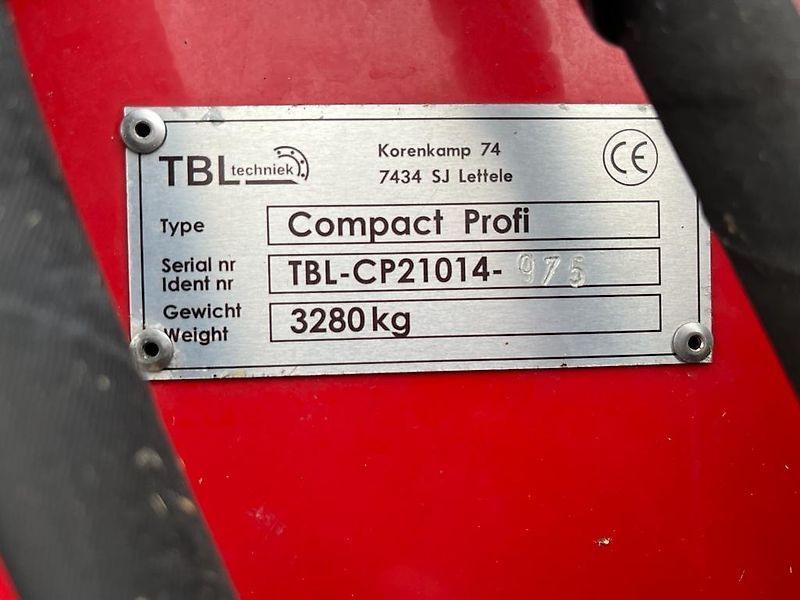 TBL techniek
Korenkamp 74
7434 SJ Lettele
CE
Type Compact Profi
Serial nr
Ident nr
TBL-CP21014-975
Gewicht
Weight
3280 kg